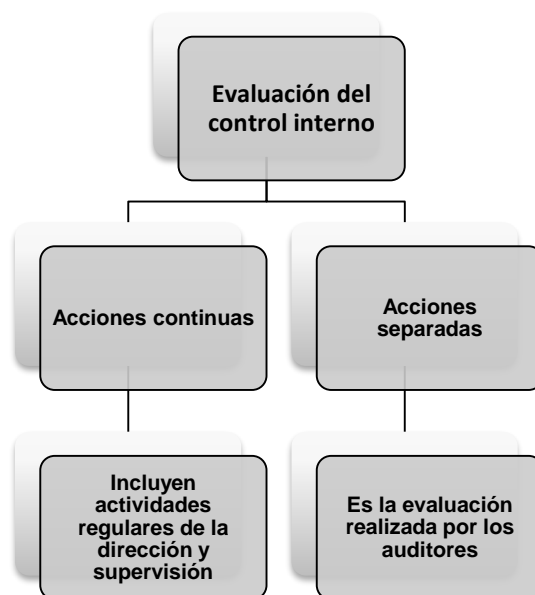 Evaluación del
control interno
Acciones continuas
Acciones
separadas
Incluyen
actividades
regulares de la
dirección y
supervisión
Es la evaluación
realizada por los
auditores